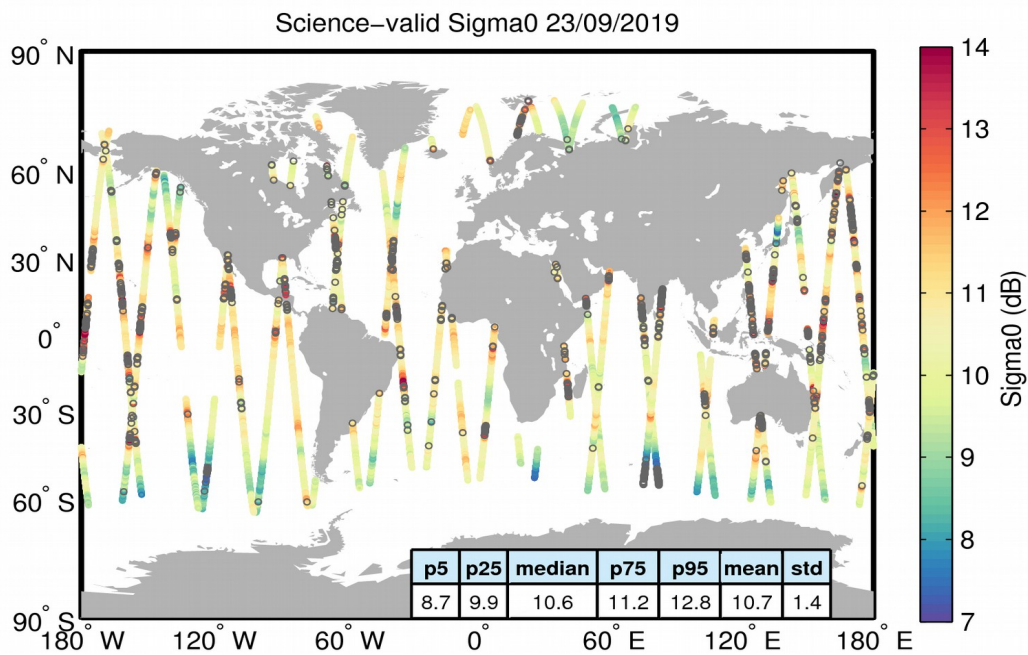 Science−valid Sigma0 23/09/2019
90° N
60° N
30° N
0°
30° S
60° S
90° S
180° W
120° W
60° W
0°
60° E
120° E
180° E
p5 p25 median p75 p95 mean std
8.7 9.9 10.6 11.2 12.8 10.7 1.4
14
13
12
11
10
9
8
7
Sigma0 (dB)